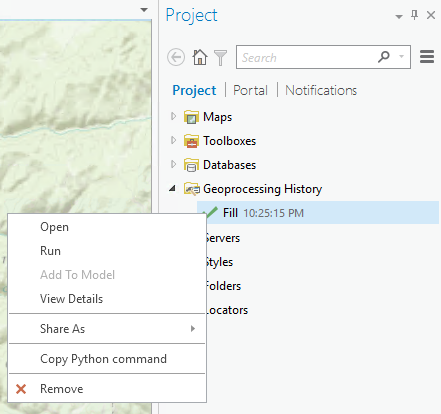 Project
Search
Project | Portal | Notifications
Maps
Toolboxes
Databases
Geoprocessing History
Fill 10:25:15 PM
Servers
Styles
Folders
Locators
Open
Run
Add To Model
View Details
Share As
Copy Python command
Remove